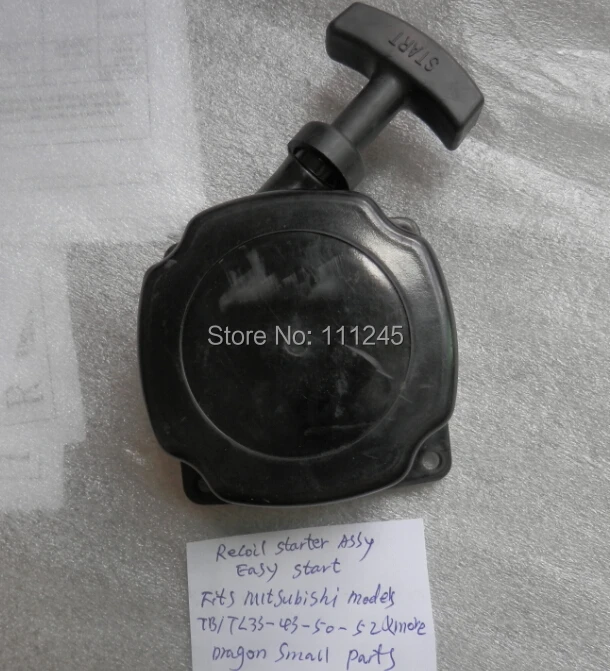 START
Store No: 111245
Recoil starter Assy
Easy start
Fits mitsubishi models
TB/TL33-43-50-52&more
Dragon Small parts